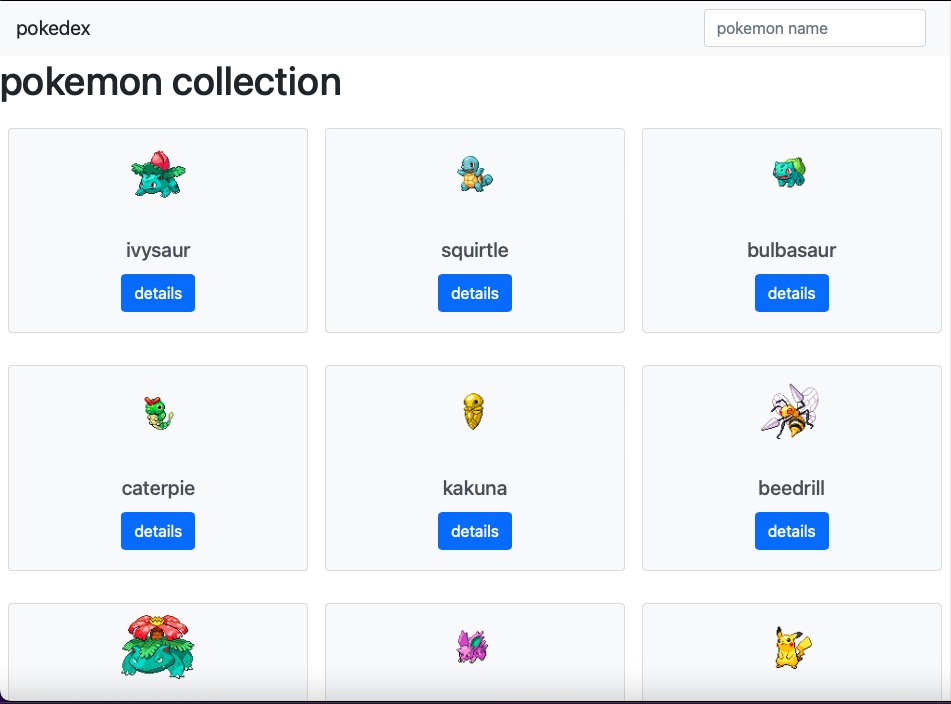 pokedex
pokemon name
pokemon collection
ivysaur
squirtle
bulbasaur
details
details
details
caterpie
kakuna
beedrill
details
details
details